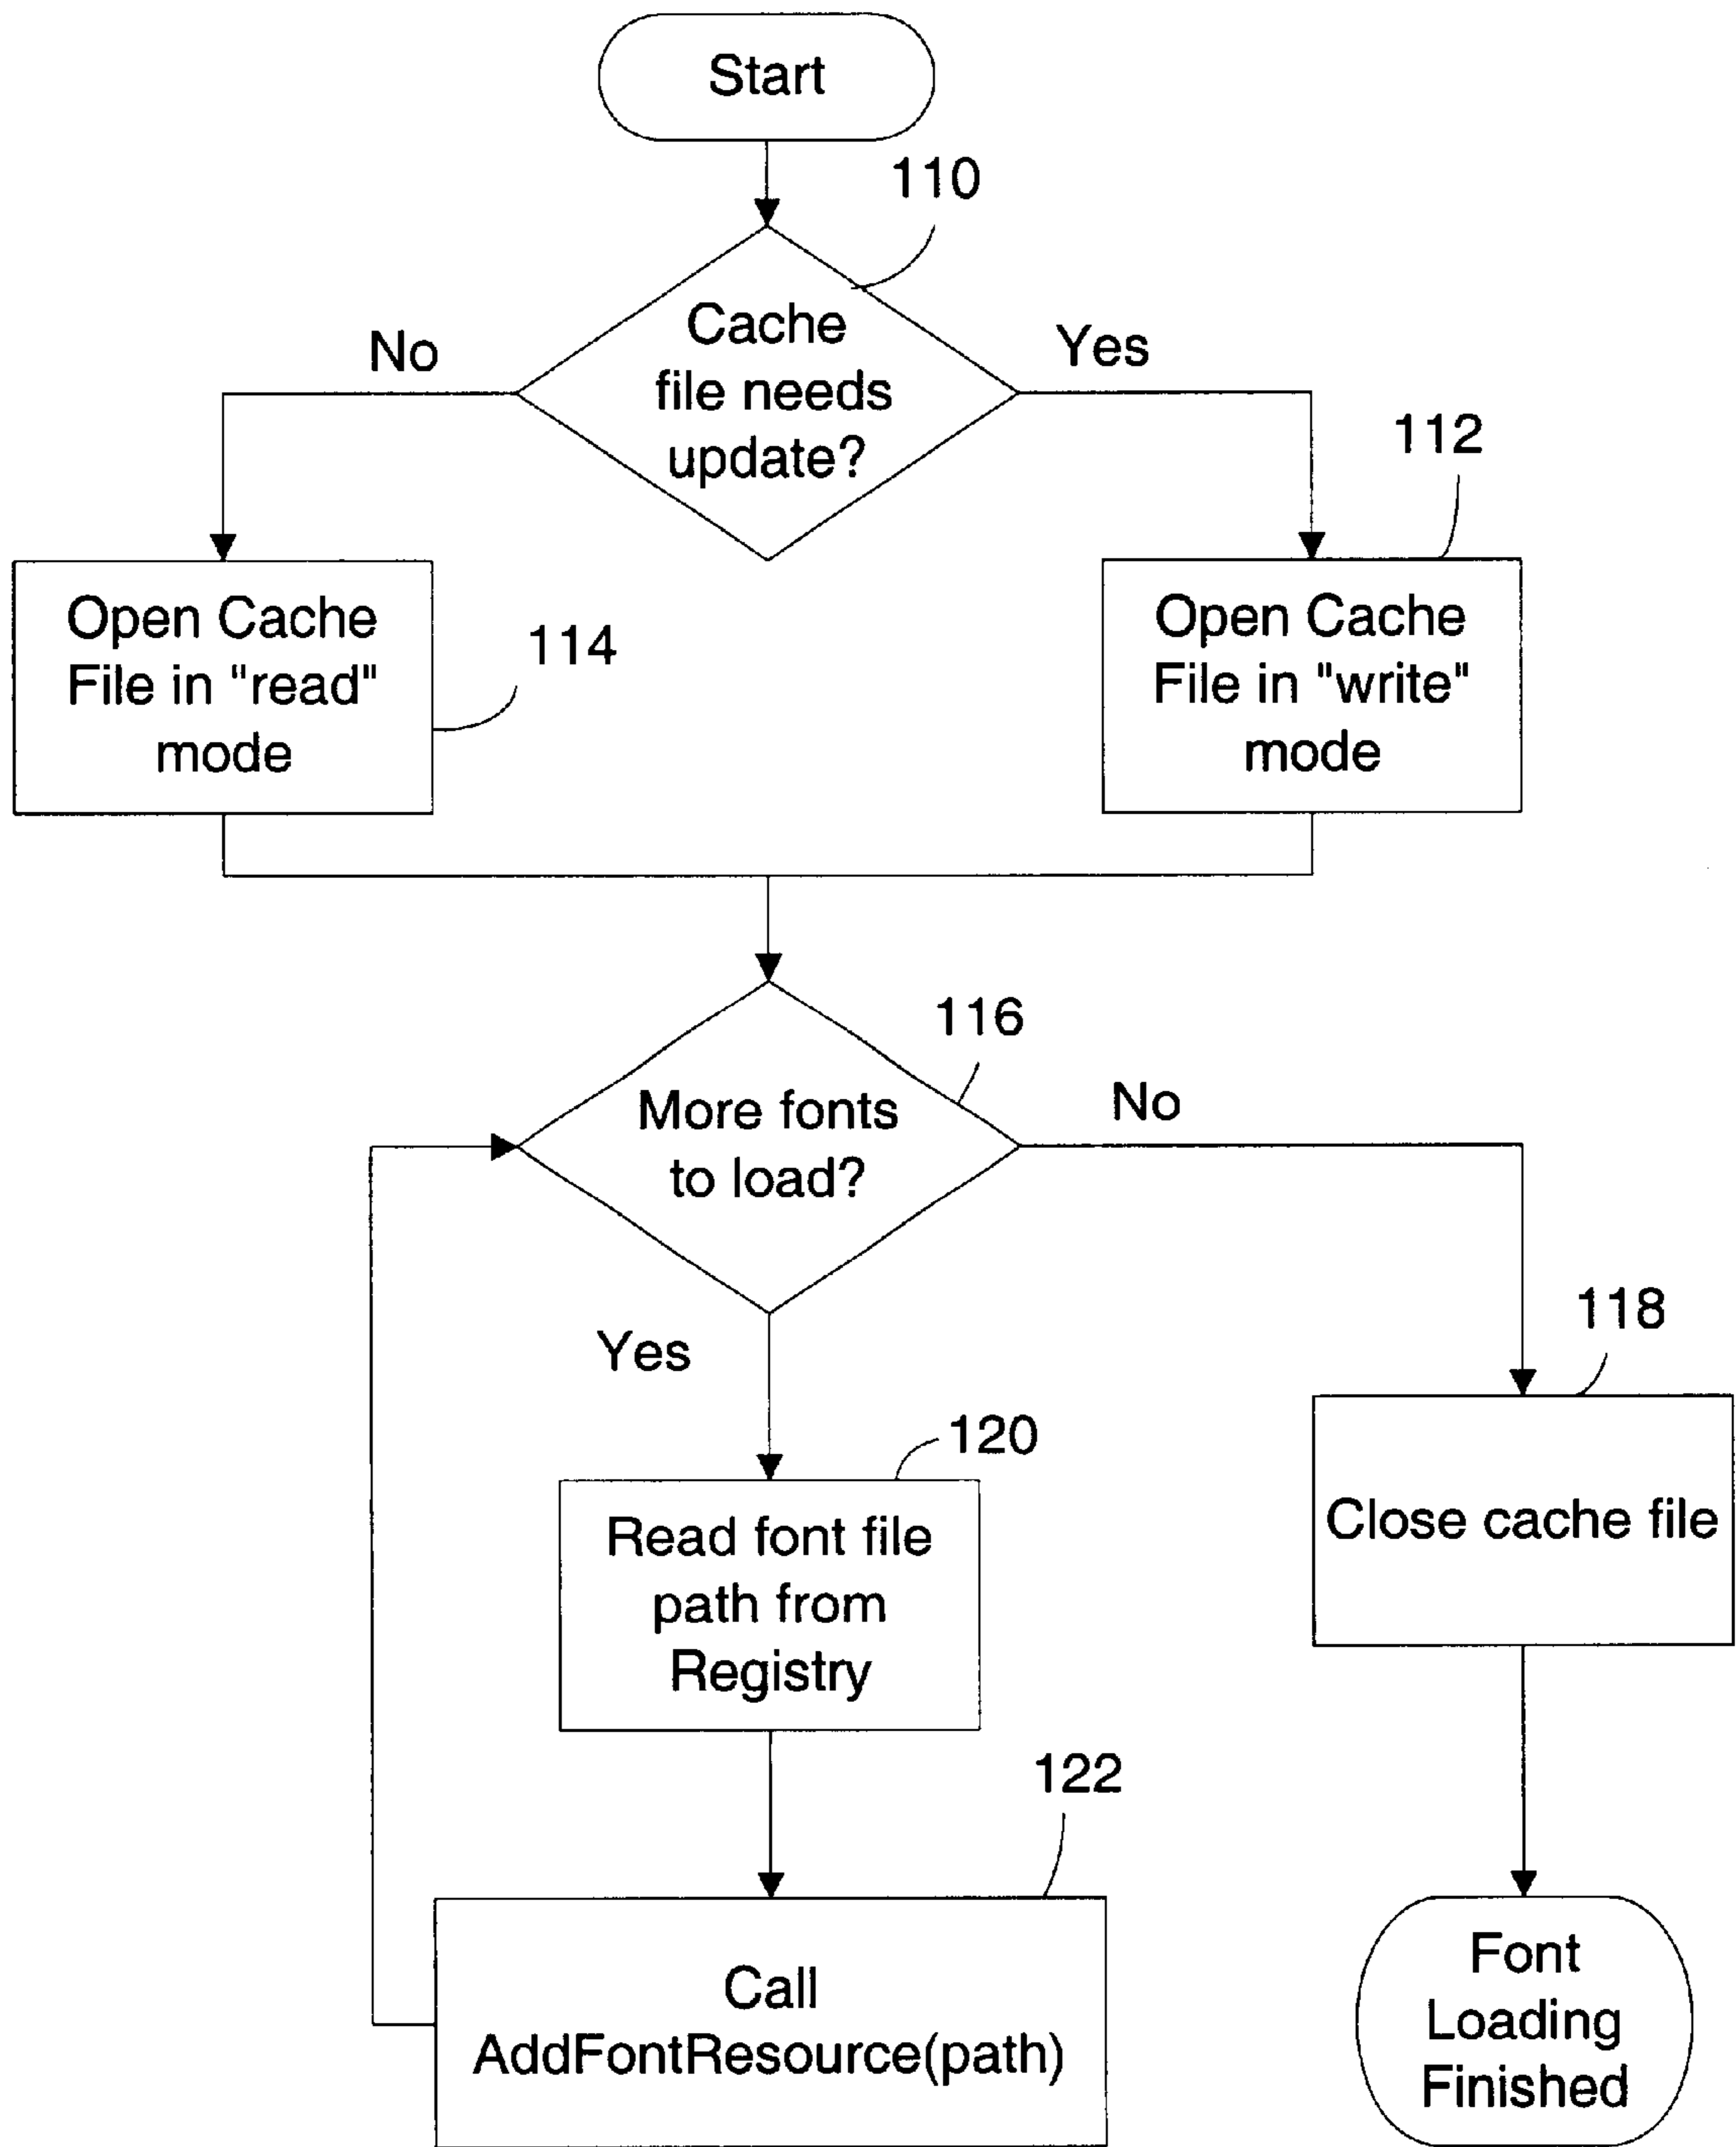 Start
110
Cache
file needs
update?
No
Yes
112
Open Cache
File in "read"
mode
114
Open Cache
File in "write"
mode
116
More fonts
to load?
No
Yes
118
120
Read font file
path from
Registry
Close cache file
122
Call
AddFontResource(path)
Font
Loading
Finished